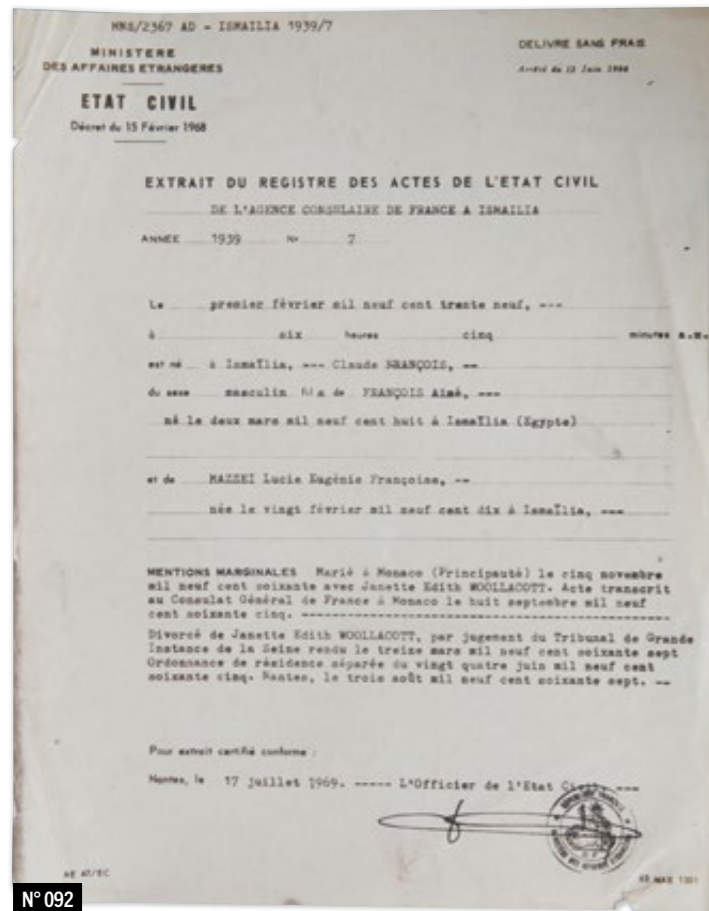 MNS/2367 AD - ISMAILIA 1939/7
MINISTERE
DES AFFAIRES ETRANGERES
DELIVRE SANS FRAIS
Arrêté du 12 Juin 1966
ETAT CIVIL
Décret du 15 Février 1968
EXTRAIT DU REGISTRE DES ACTES DE L'ETAT CIVIL
DE L'AGENCE CONSULAIRE DE FRANCE A ISMAILIA
ANNÉE 1939 N° 7
Le premier février mil neuf cent trente neuf, ---
à six heures cinq minutes
est né à Ismaïlia, --- Claude FRANÇOIS, --
du sexe masculin fils de FRANÇOIS Aimé, ---
né le deux mars mil neuf cent huit à Ismaïlia (Egypte)
et de MAZZEI Lucie Eugénie Françoise, --
née le vingt février mil neuf cent dix à Ismaïlia, ---
MENTIONS MARGINALES Marié à Monaco (Principauté) le cinq novembre
mil neuf cent soixante avec Janette Edith WOOLLACOTT. Acte transcrit
au Consulat Général de France à Monaco le huit septembre mil neuf
cent soixante cinq. ---
Divorcé de Janette Edith WOOLLACOTT, par jugement du Tribunal de Grande
Instance de la Seine rendu le treize mars mil neuf cent soixante sept
Ordonnance de résidence séparée du vingt quatre juin mil neuf cent
soixante cinq. Nantes, le trois août mil neuf cent soixante sept. --
Pour extrait certifié conforme :
Nantes, le 17 juillet 1969. ----- L'Officier de l'Etat Civil, ---
AE 47/EC
N° 092